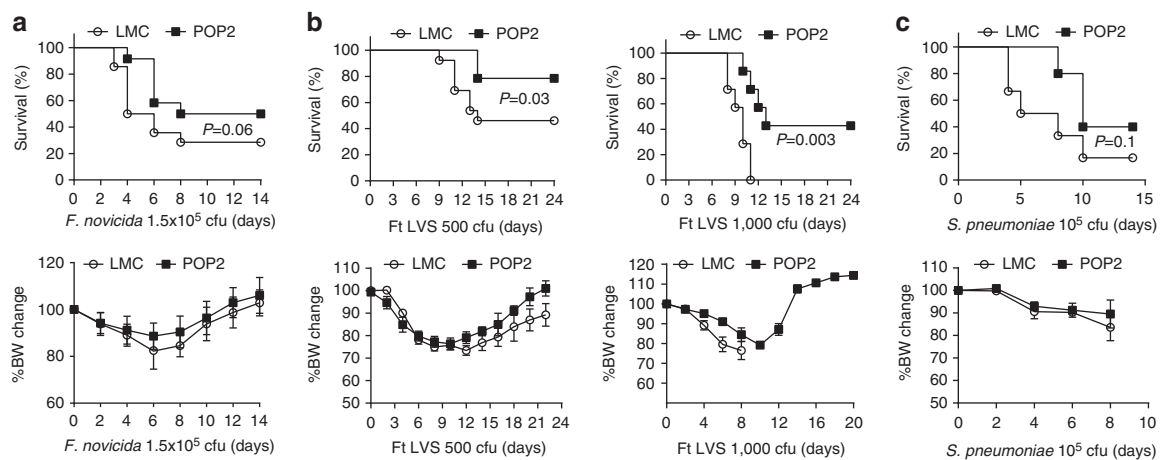 a b c
LMC POP2 LMC POP2 LMC POP2 LMC POP2
Survival (%)
100
80
60
40
20
0
P=0.06
0 2 4 6 8 10 12 14
F. novicida 1.5x10⁵ cfu (days)
Survival (%)
100
80
60
40
20
0
P=0.03
0 3 6 9 12 15 18 21 24
Ft LVS 500 cfu (days)
Survival (%)
100
80
60
40
20
0
P=0.003
0 3 6 9 12 15 18 21 24
Ft LVS 1,000 cfu (days)
Survival (%)
100
80
60
40
20
0
P=0.1
0 5 10 15
S. pneumoniae 10⁵ cfu (days)
LMC POP2
%BW change
120
100
80
60
0 2 4 6 8 10 12 14
F. novicida 1.5x10⁵ cfu (days)
LMC POP2
%BW change
110
100
90
80
70
60
50
0 3 6 9 12 15 18 21 24
Ft LVS 500 cfu (days)
LMC POP2
%BW change
120
110
100
90
80
70
60
50
0 4 8 12 16 20
Ft LVS 1,000 cfu (days)
LMC POP2
%BW change
110
100
90
80
70
60
50
0 2 4 6 8 10
S. pneumoniae 10⁵ cfu (days)